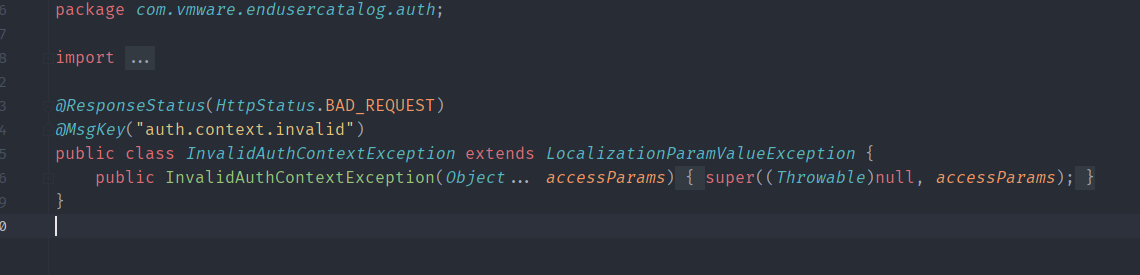 6 package com.vmware.endusercatalog.auth;
7
8 import ...
2
3 @ResponseStatus(HttpStatus.BAD_REQUEST)
4 @MsgKey("auth.context.invalid")
5 public class InvalidAuthContextException extends LocalizationParamValueException {
6 public InvalidAuthContextException(Object... accessParams) { super((Throwable)null, accessParams); }
9 }
0